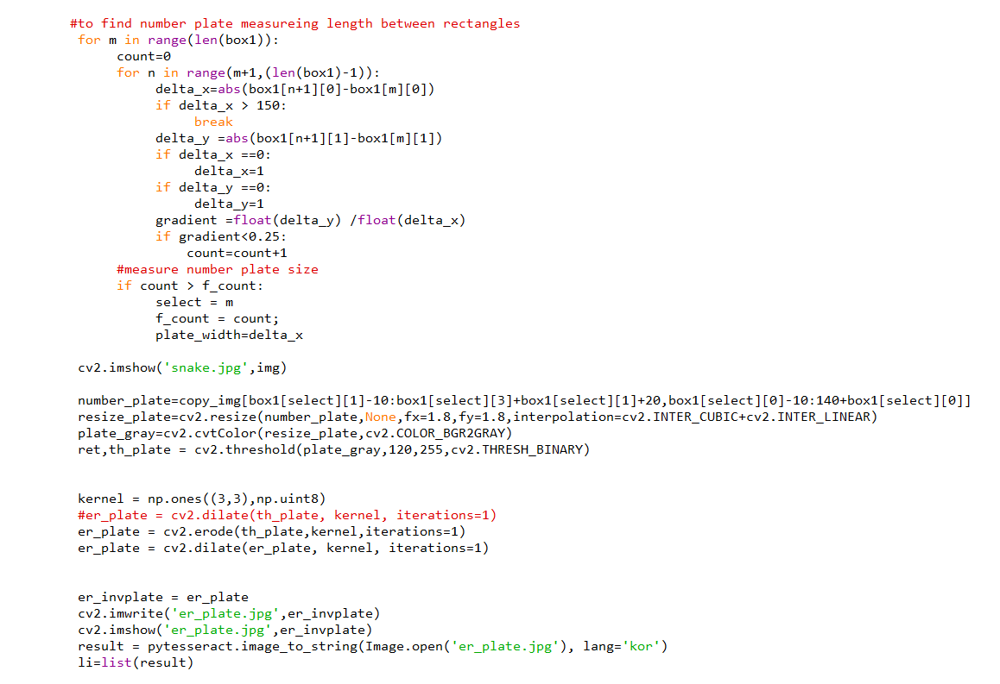 #to find number plate measureing length between rectangles
for m in range(len(box1)):
count=0
for n in range(m+1,(len(box1)-1)):
delta_x=abs(box1[n+1][0]-box1[m][0])
if delta_x > 150:
break
delta_y =abs(box1[n+1][1]-box1[m][1])
if delta_x ==0:
delta_x=1
if delta_y ==0:
delta_y=1
gradient =float(delta_y) /float(delta_x)
if gradient<0.25:
count=count+1
#measure number plate size
if count > f_count:
select = m
f_count = count;
plate_width=delta_x
cv2.imshow('snake.jpg',img)
number_plate=copy_img[box1[select][1]-10:box1[select][3]+box1[select][1]+20,box1[select][0]-10:140+box1[select][0]]
resize_plate=cv2.resize(number_plate,None,fx=1.8,fy=1.8,interpolation=cv2.INTER_CUBIC+cv2.INTER_LINEAR)
plate_gray=cv2.cvtColor(resize_plate,cv2.COLOR_BGR2GRAY)
ret,th_plate = cv2.threshold(plate_gray,120,255,cv2.THRESH_BINARY)
kernel = np.ones((3,3),np.uint8)
#er_plate = cv2.dilate(th_plate, kernel, iterations=1)
er_plate = cv2.erode(th_plate,kernel,iterations=1)
er_plate = cv2.dilate(er_plate, kernel, iterations=1)
er_invplate = er_plate
cv2.imwrite('er_plate.jpg',er_invplate)
cv2.imshow('er_plate.jpg',er_invplate)
result = pytesseract.image_to_string(Image.open('er_plate.jpg'), lang='kor')
li=list(result)